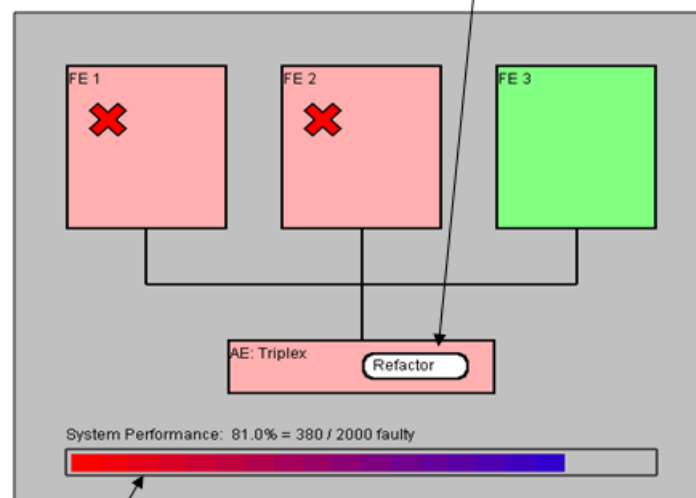 FE 1
FE 2
FE 3
AE: Triplex
Refactor
System Performance: 81.0% = 380 / 2000 faulty